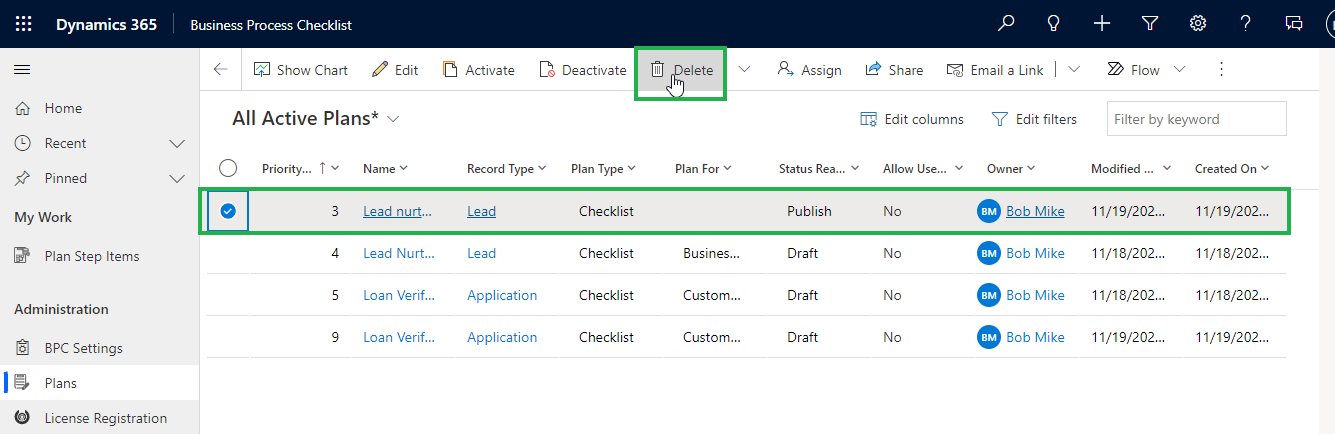 Dynamics 365 Business Process Checklist
Show Chart Edit Activate Deactivate Delete Assign Share Email a Link Flow
Home
Recent
Pinned
My Work
Plan Step Items
Administration
BPC Settings
Plans
License Registration
All Active Plans*
Edit columns Edit filters Filter by keyword
Priority... Name Record Type Plan Type Plan For Status Rea... Allow Use... Owner Modified ... Created On
3 Lead nurt... Lead Checklist Publish No BM Bob Mike 11/19/202... 11/19/202...
4 Lead Nurt... Lead Checklist Busines... Draft No BM Bob Mike 11/18/202... 11/18/202...
5 Loan Verif... Application Checklist Custom... Draft No BM Bob Mike 11/18/202... 11/18/202...
9 Loan Verif... Application Checklist Custom... Draft No BM Bob Mike 11/19/202... 11/19/202...